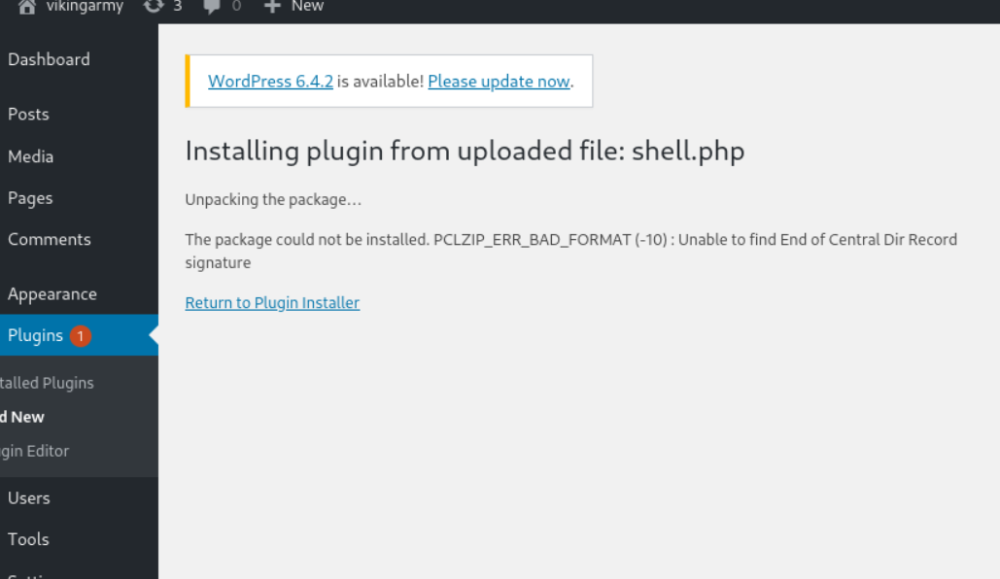 vikingarmy 3 0 New
Dashboard
Posts
Media
Pages
Comments
Appearance
Plugins 1
talled Plugins
d New
gin Editor
Users
Tools
WordPress 6.4.2 is available! Please update now.
Installing plugin from uploaded file: shell.php
Unpacking the package…
The package could not be installed. PCLZIP_ERR_BAD_FORMAT (-10) : Unable to find End of Central Dir Record
signature
Return to Plugin Installer